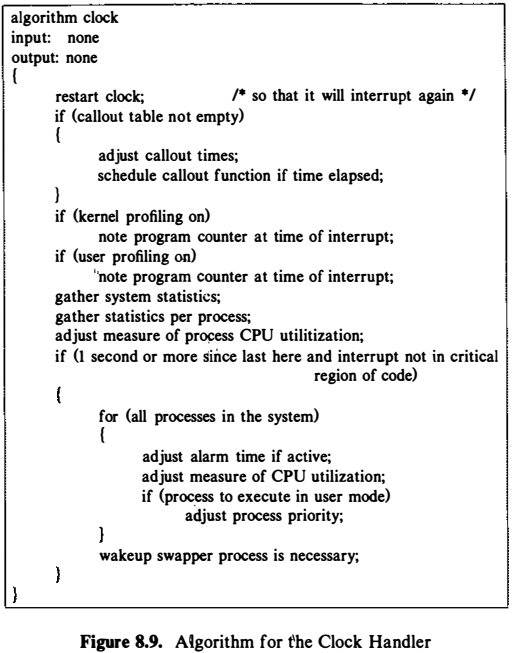 algorithm clock
input: none
output: none
{
restart clock; /* so that it will interrupt again */
if (callout table not empty)
{
adjust callout times;
schedule callout function if time elapsed;
}
if (kernel profiling on)
note program counter at time of interrupt;
if (user profiling on)
note program counter at time of interrupt;
gather system statistics;
gather statistics per process;
adjust measure of process CPU utilitization;
if (1 second or more since last here and interrupt not in critical
region of code)
{
for (all processes in the system)
{
adjust alarm time if active;
adjust measure of CPU utilization;
if (process to execute in user mode)
adjust process priority;
}
wakeup swapper process is necessary;
}
}
Figure 8.9. Algorithm for the Clock Handler